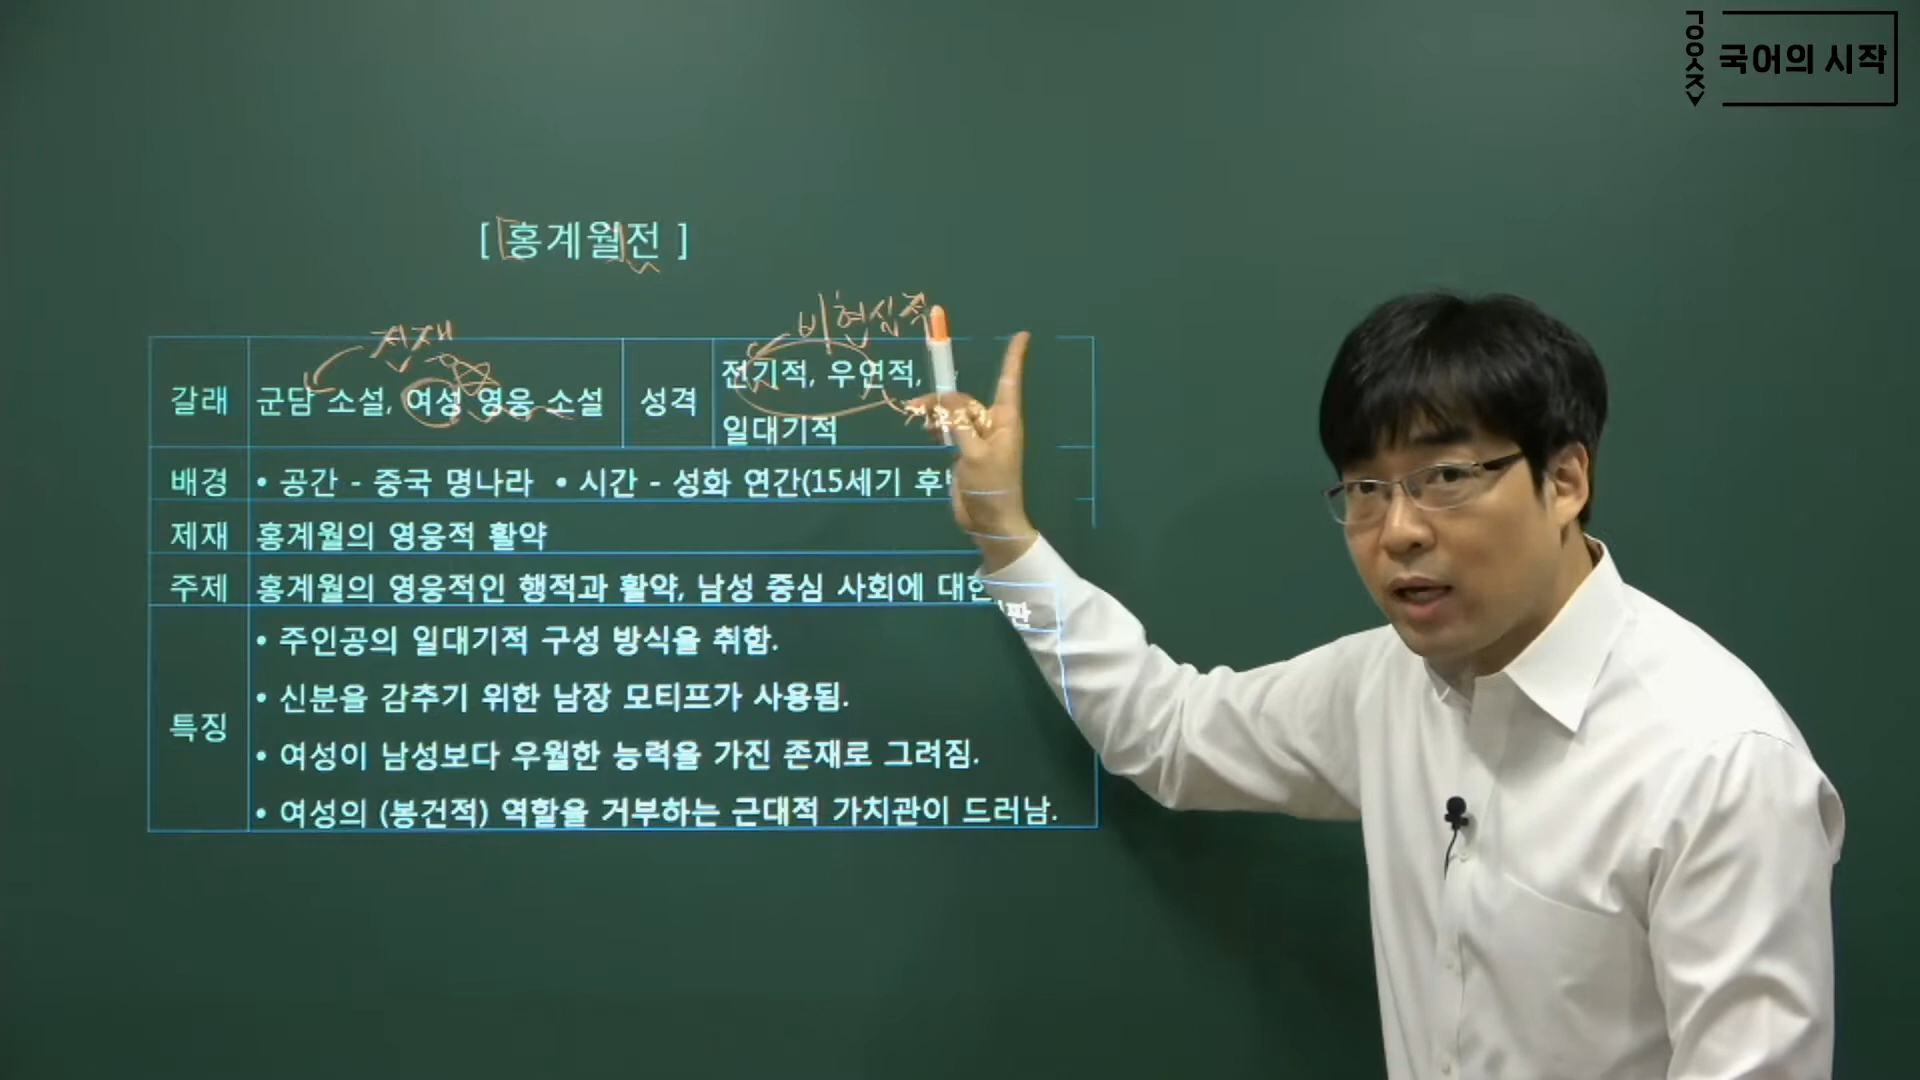 국어의 시작
[ 홍계월전 ]
전재
비현실적
갈래 군담 소설, 여성 영웅 소설 성격 전기적, 우연적,
일대기적
배경 • 공간 - 중국 명나라 • 시간 - 성화 연간(15세기
제재 홍계월의 영웅적 활약
주제 홍계월의 영웅적인 행적과 활약, 남성 중심 사회에
특징
• 주인공의 일대기적 구성 방식을 취함.
• 신분을 감추기 위한 남장 모티프가 사용됨.
• 여성이 남성보다 우월한 능력을 가진 존재로 그려짐.
• 여성의 (봉건적) 역할을 거부하는 근대적 가치관이 드러남.